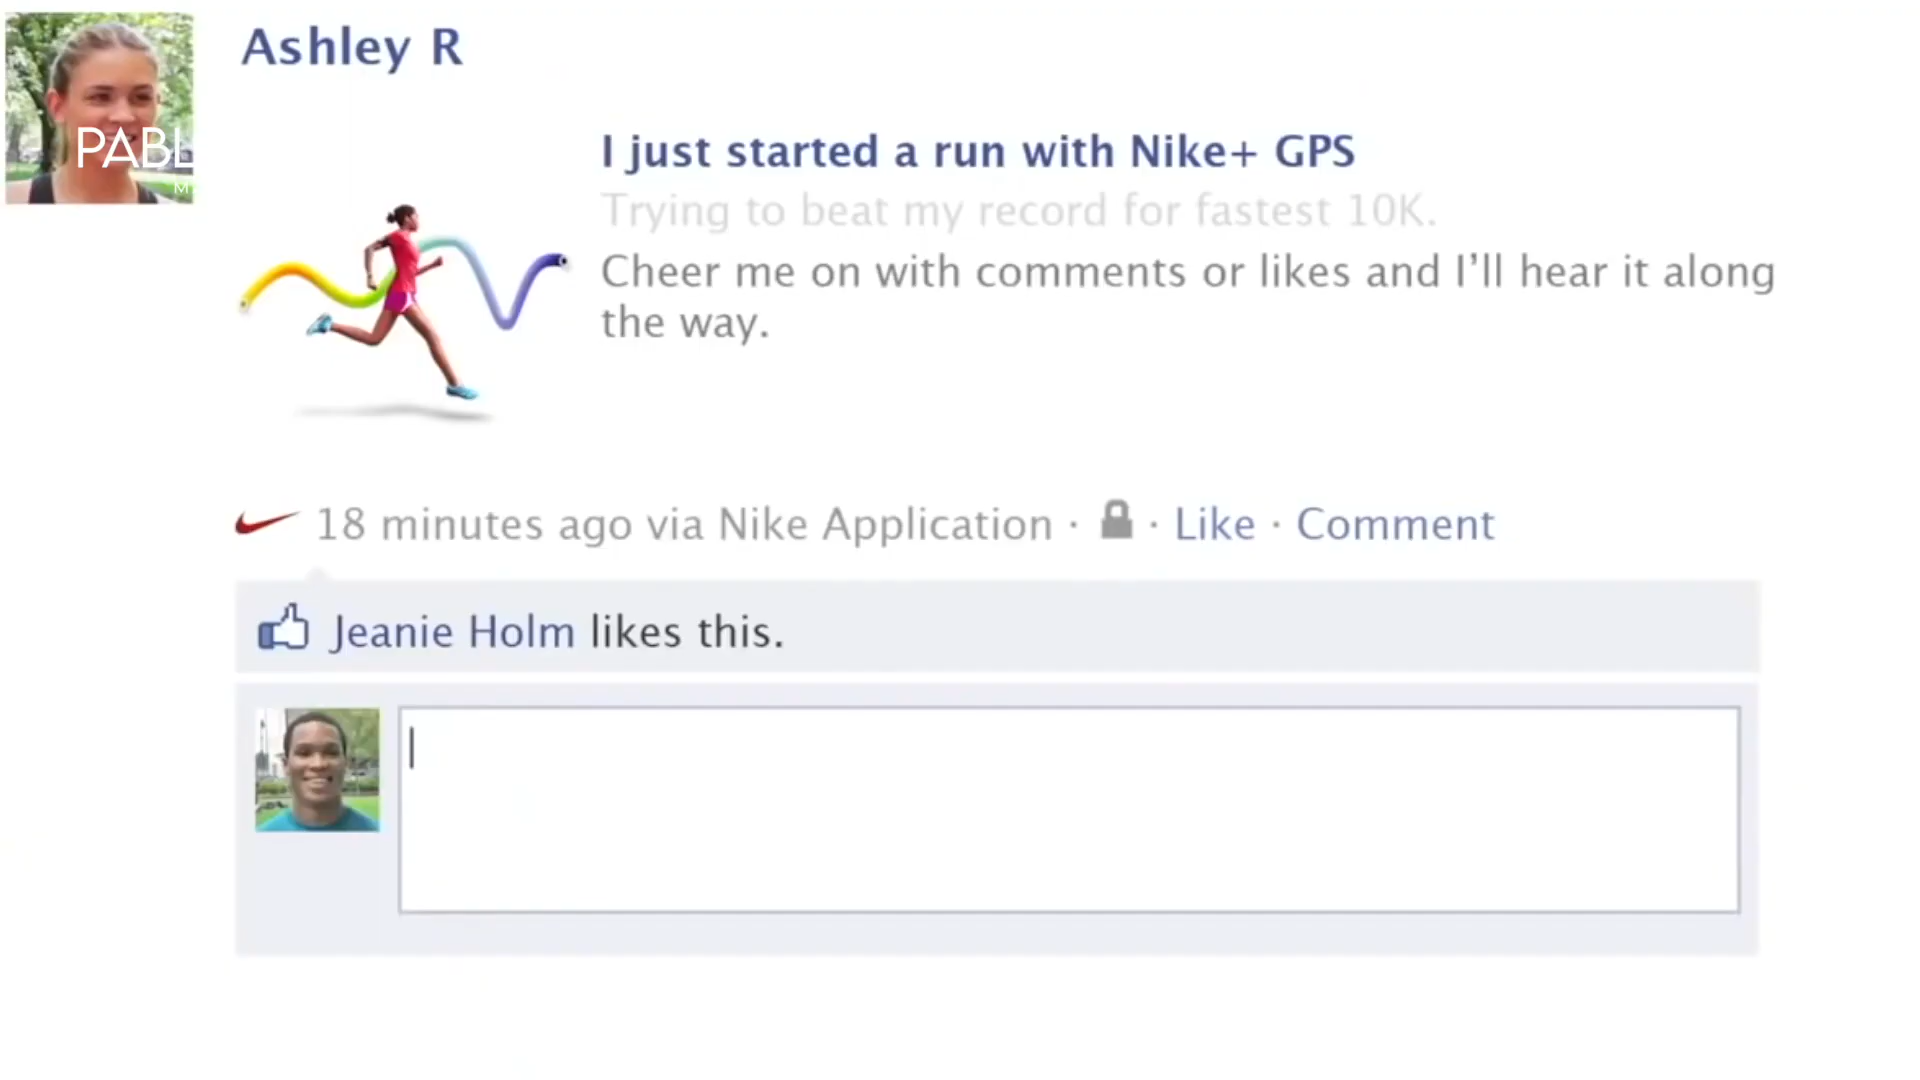 Ashley R
PABL
M
I just started a run with Nike+ GPS
Trying to beat my record for fastest 10K.
Cheer me on with comments or likes and I’ll hear it along
the way.
18 minutes ago via Nike Application · · Like · Comment
Jeanie Holm likes this.